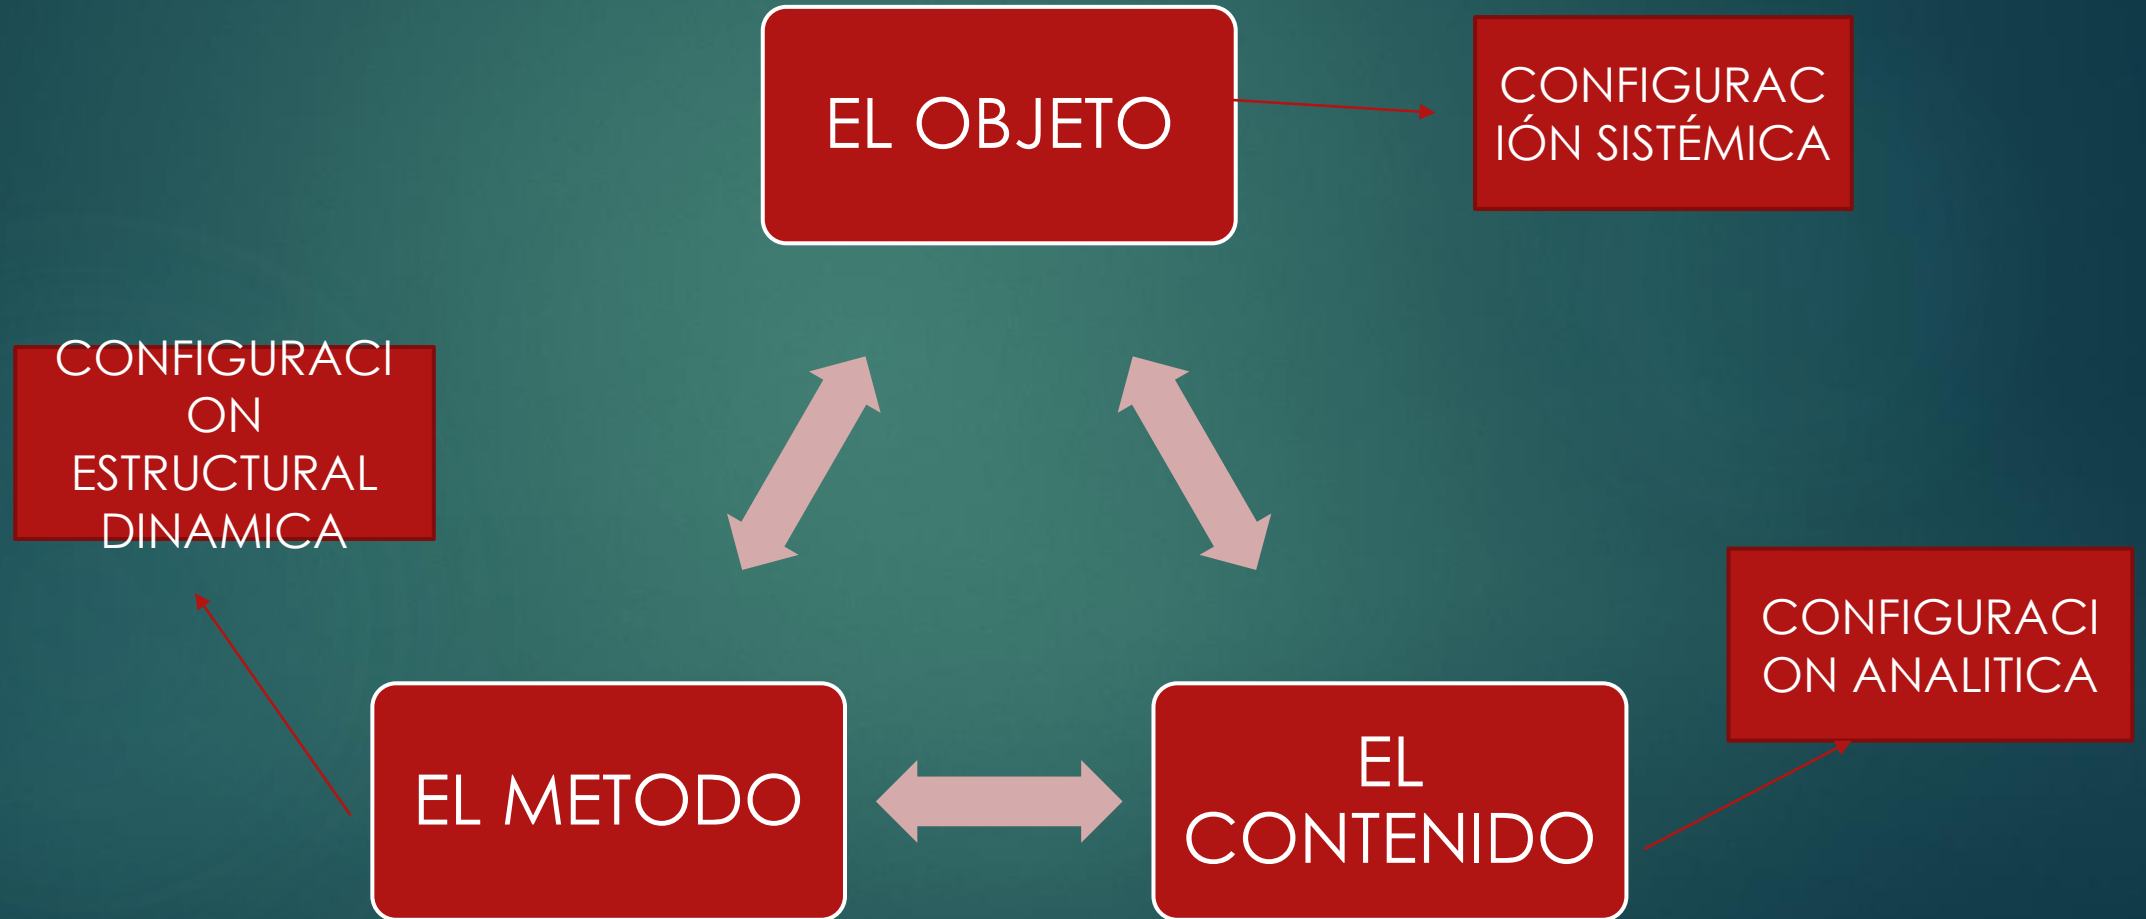 EL OBJETO
CONFIGURAC
IÓN SISTÉMICA
CONFIGURACI
ON
ESTRUCTURAL
DINAMICA
CONFIGURACI
ON ANALITICA
EL METODO
EL
CONTENIDO